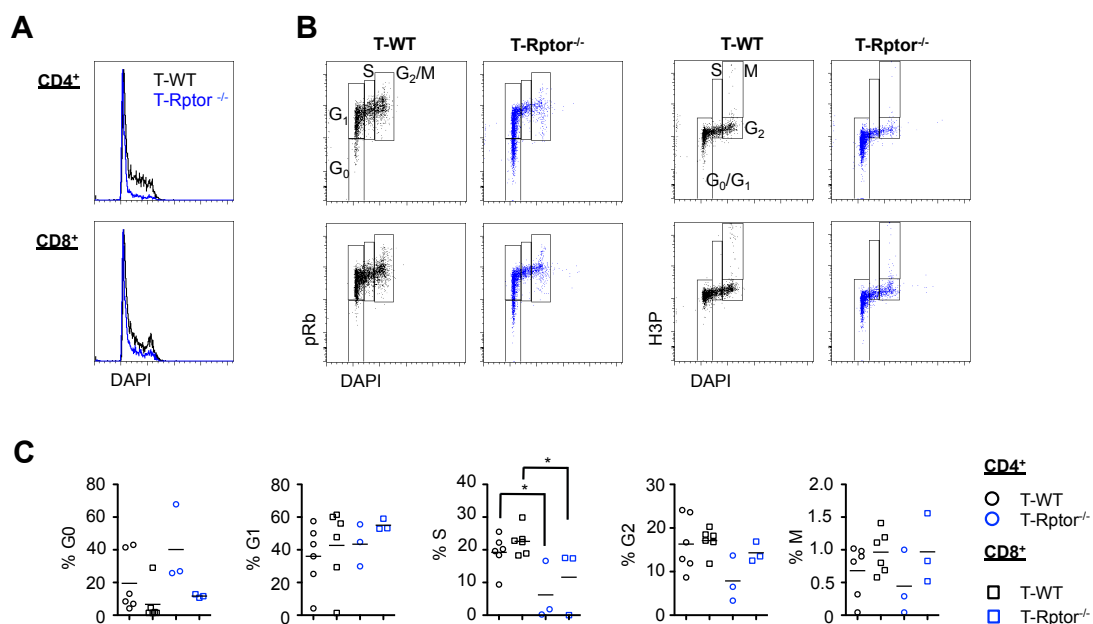 A
B
T-WT
T-Rptor-/-
T-WT
T-Rptor-/-
CD4+
T-WT
T-Rptor -/-
S
G2/M
G1
G0
S
M
G2
G0/G1
CD8+
pRb
H3P
DAPI
DAPI
DAPI
C
% G0
80
60
40
20
0
% G1
80
60
40
20
0
% S
40
30
20
10
0
*
*
% G2
30
20
10
0
% M
2.0
1.5
1.0
0.5
0
CD4+
T-WT
T-Rptor-/-
CD8+
T-WT
T-Rptor-/-